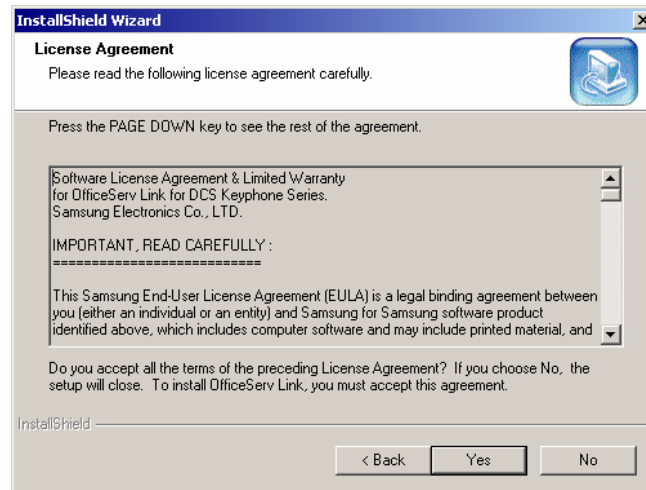 InstallShield Wizard
License Agreement
Please read the following license agreement carefully.
Press the PAGE DOWN key to see the rest of the agreement.
Software License Agreement & Limited Warranty
for OfficeServ Link for DCS Keyphone Series.
Samsung Electronics Co., LTD.
IMPORTANT, READ CAREFULLY :
===========================
This Samsung End-User License Agreement (EULA) is a legal binding agreement between
you (either an individual or an entity) and Samsung for Samsung software product
identified above, which includes computer software and may include printed material, and
Do you accept all the terms of the preceding License Agreement? If you choose No, the
setup will close. To install OfficeServ Link, you must accept this agreement.
InstallShield
< Back
Yes
No